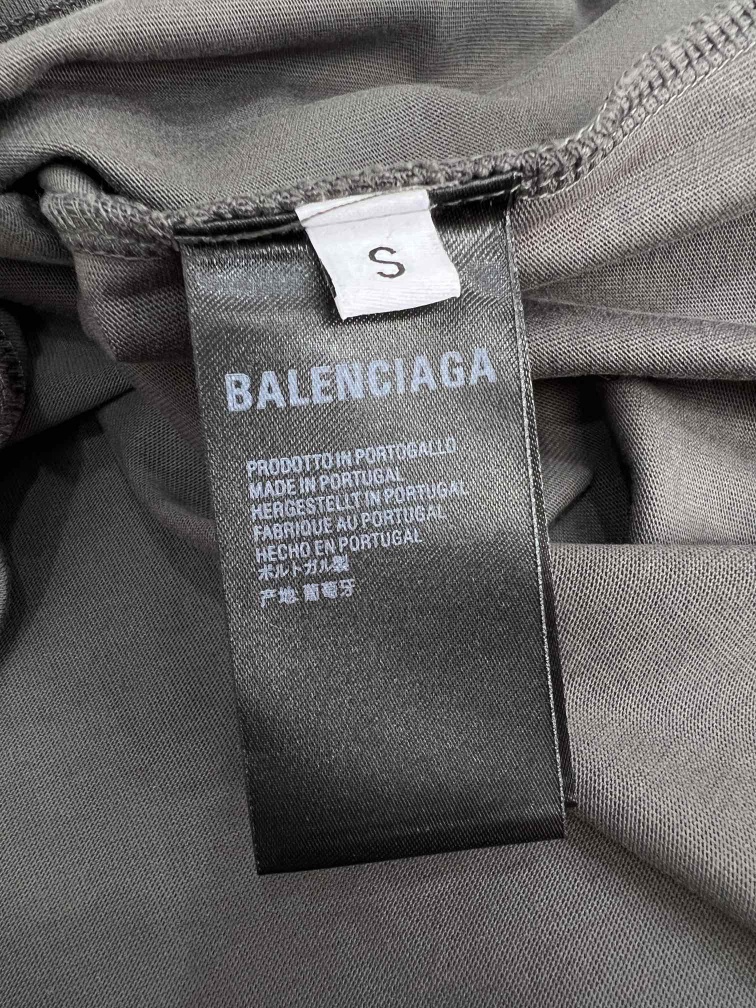 S
BALENCIAGA
PRODOTTO IN PORTOGALLO
MADE IN PORTUGAL
HERGESTELLT IN PORTUGAL
FABRIQUE AU PORTUGAL
HECHO EN PORTUGAL
ポルトガル製
产地:葡萄牙